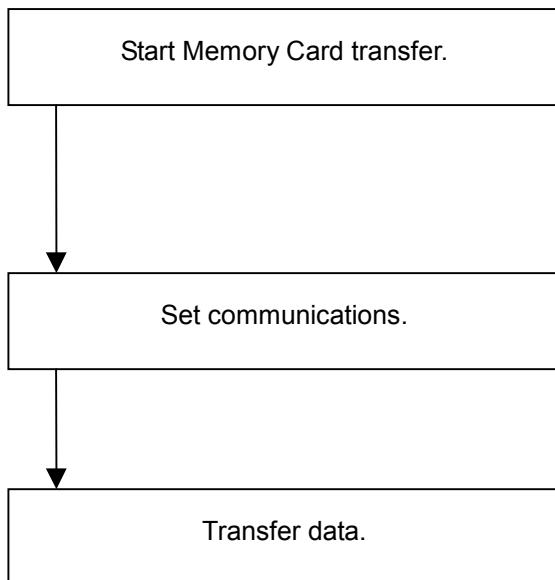 Start Memory Card transfer.
Set communications.
Transfer data.